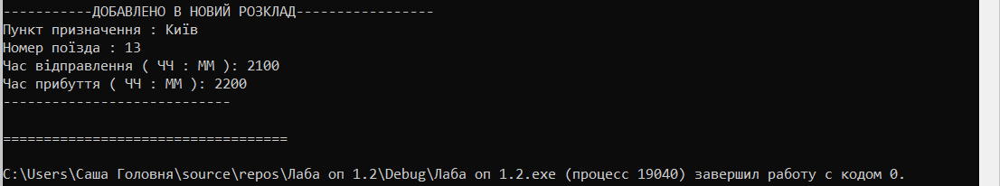 -----------ДОБАВЛЕНО В НОВИЙ РОЗКЛАД-----------------
Пункт призначення : Київ
Номер поїзда : 13
Час відправлення ( ЧЧ : ММ ): 2100
Час прибуття ( ЧЧ : ММ ): 2200
----------------------------
===================================
C:\Users\Саша Головня\source\repos\Лаба оп 1.2\Debug\Лаба оп 1.2.exe (процесс 19040) завершил работу с кодом 0.